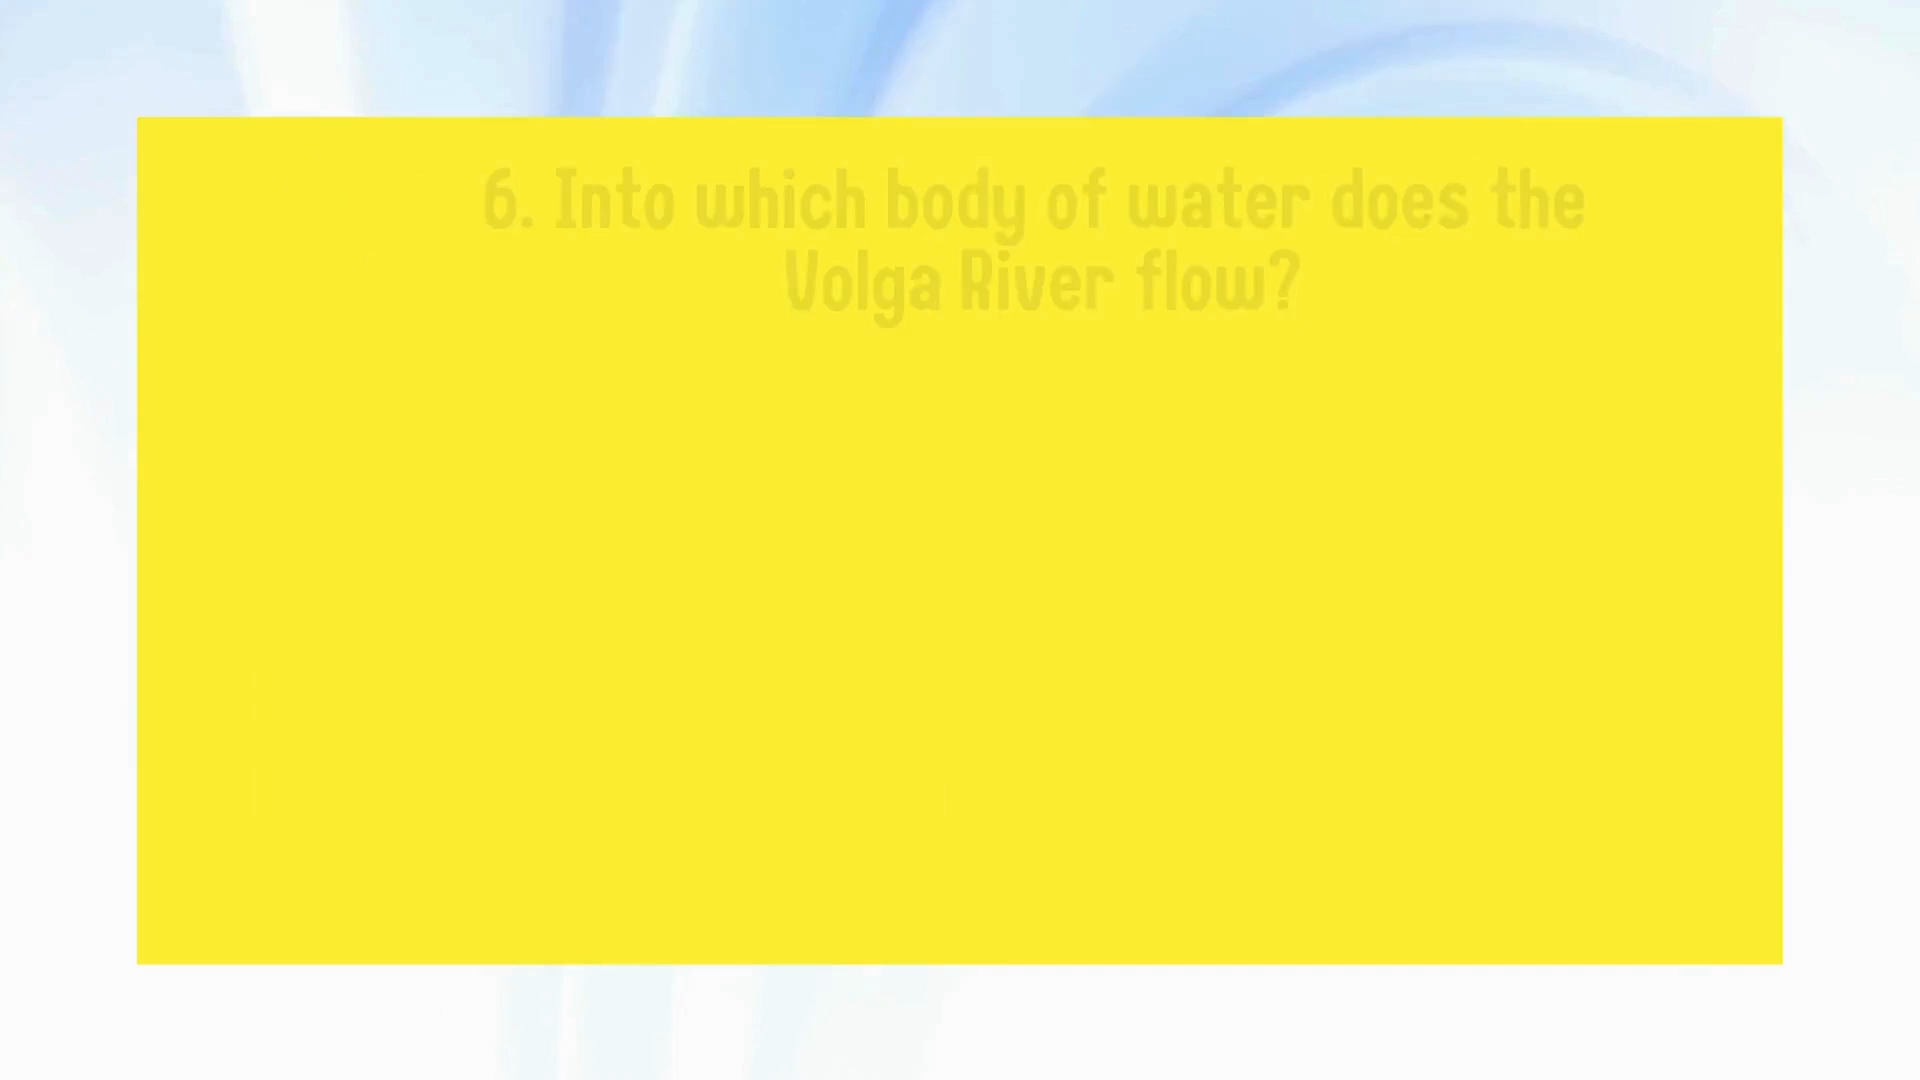 6. Into which body of water does the
Volga River flow?